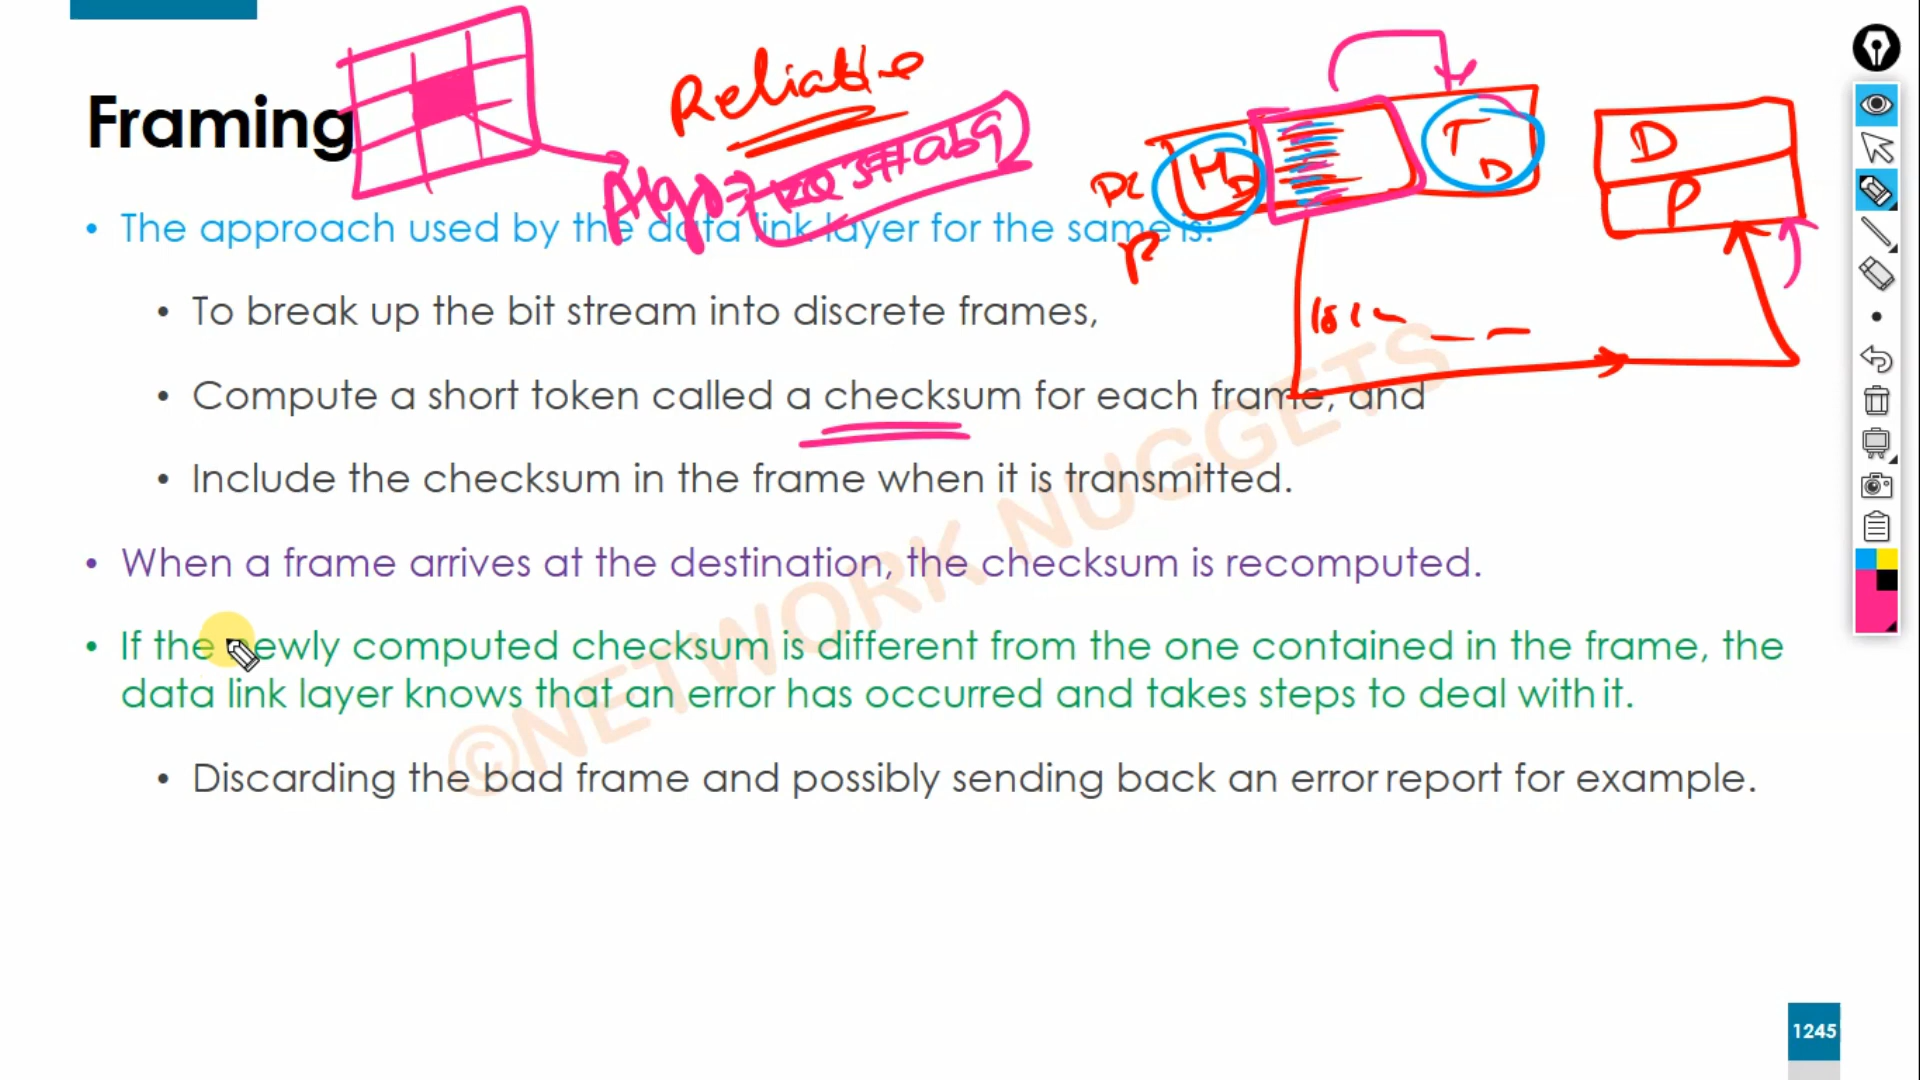 Framing
Reliable
Algo →
H D
T D
D
P
DL
P
• The approach used by the data link layer for the same is:
• To break up the bit stream into discrete frames,
• Compute a short token called a checksum for each frame, and
• Include the checksum in the frame when it is transmitted.
• When a frame arrives at the destination, the checksum is recomputed.
• If the newly computed checksum is different from the one contained in the frame, the
data link layer knows that an error has occurred and takes steps to deal with it.
• Discarding the bad frame and possibly sending back an error report for example.
©NETWORK NUGGETS
1245